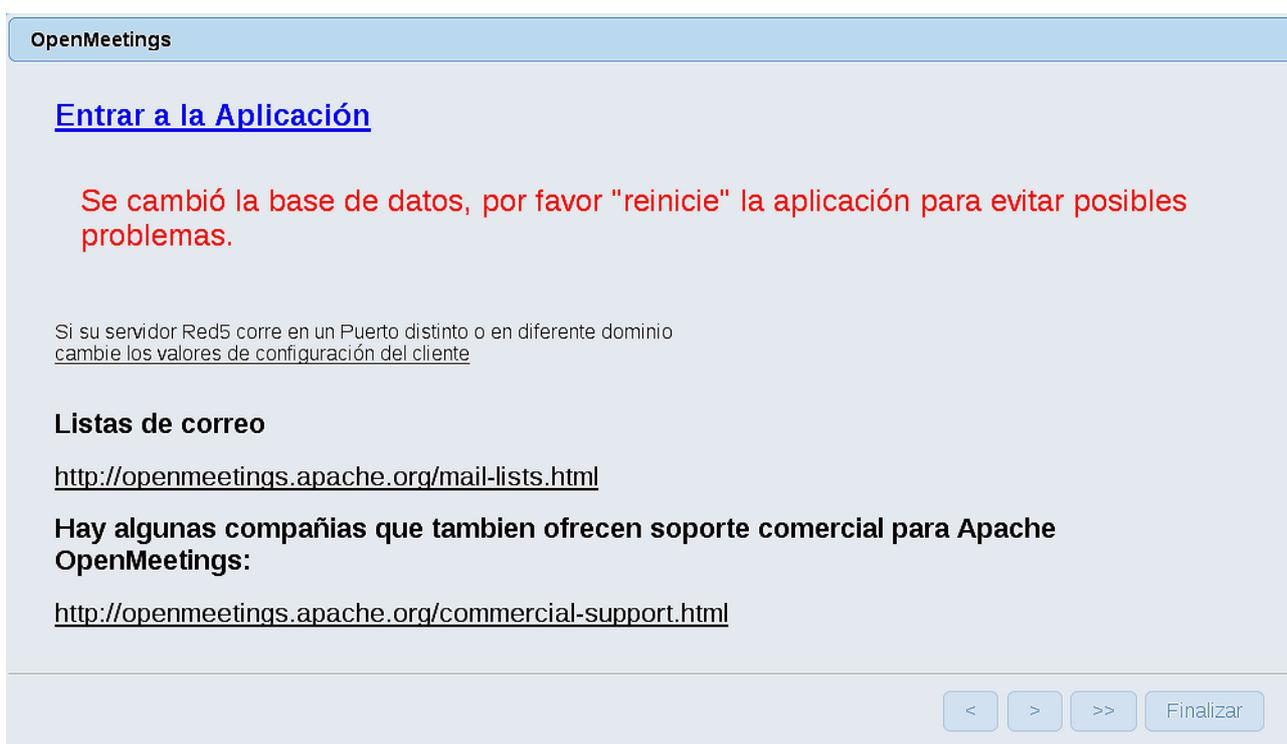 OpenMeetings
Entrar a la Aplicación
Se cambió la base de datos, por favor "reinicie" la aplicación para evitar posibles
problemas.
Si su servidor Red5 corre en un Puerto distinto o en diferente dominio
cambie los valores de configuración del cliente
Listas de correo
http://openmeetings.apache.org/mail-lists.html
Hay algunas compañias que tambien ofrecen soporte comercial para Apache
OpenMeetings:
http://openmeetings.apache.org/commercial-support.html
< > >> Finalizar